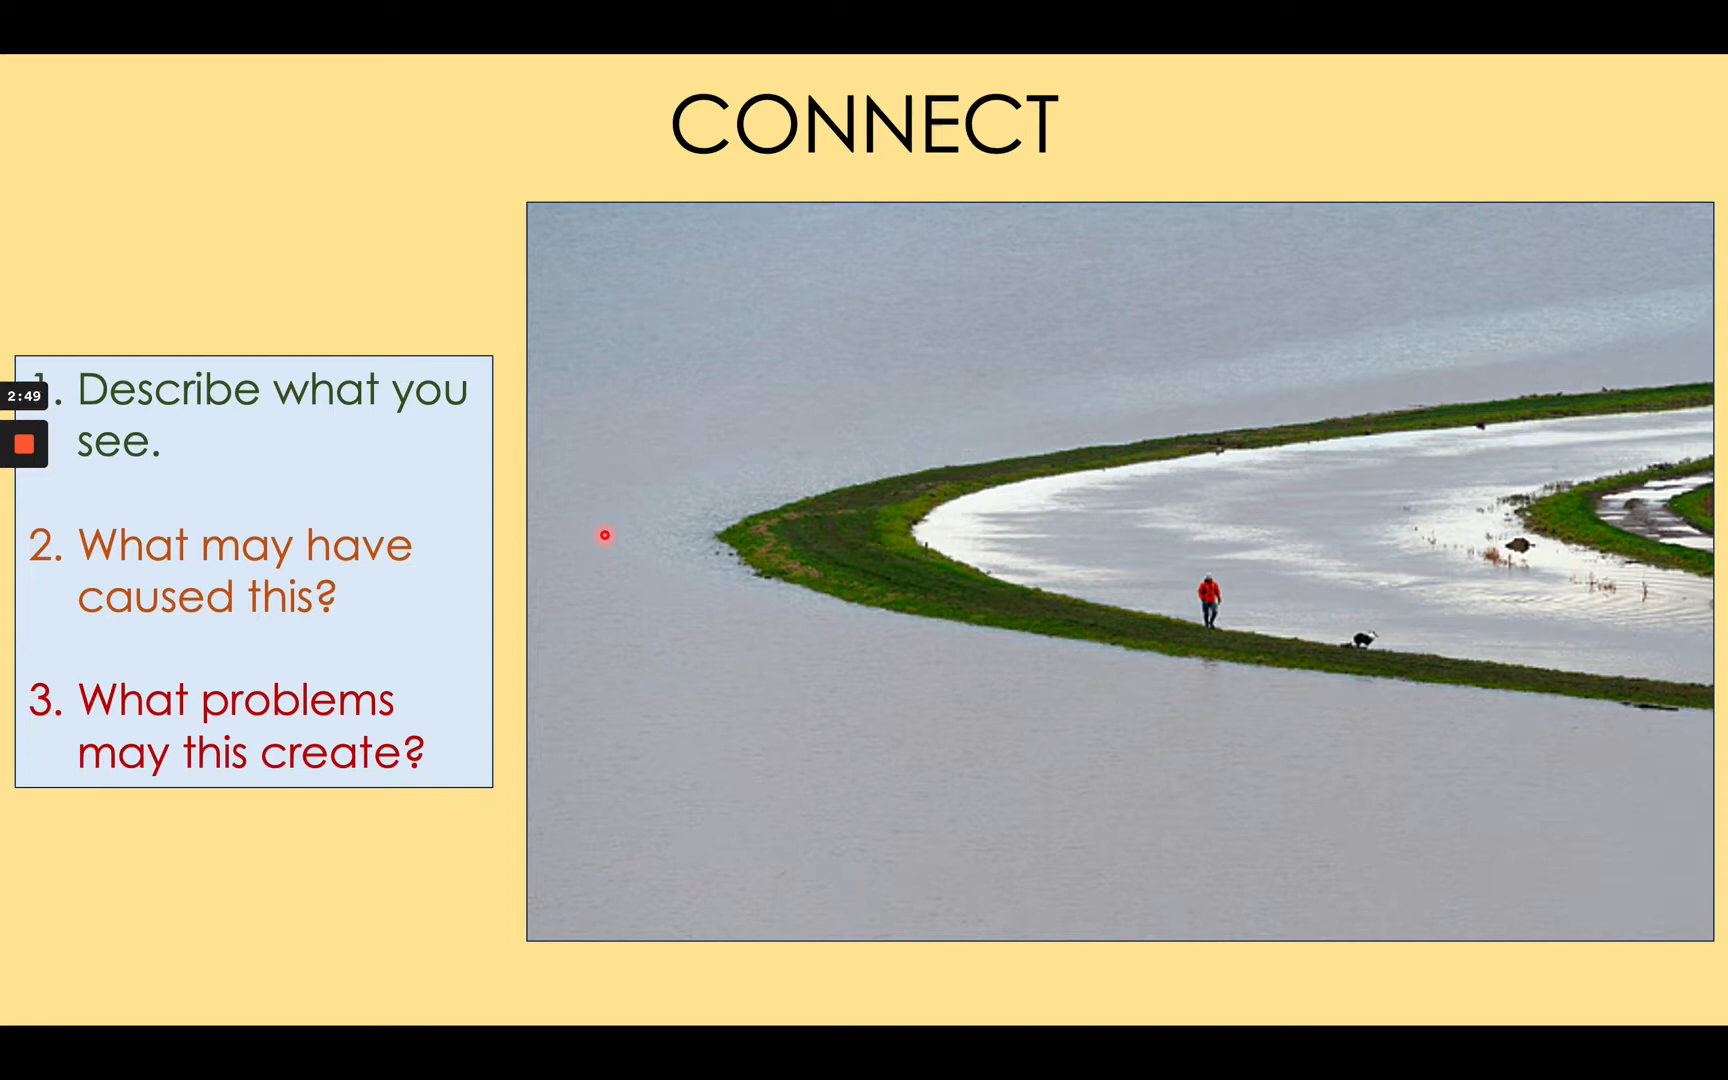 CONNECT
1. Describe what you
see.
2. What may have
caused this?
3. What problems
may this create?
2:49